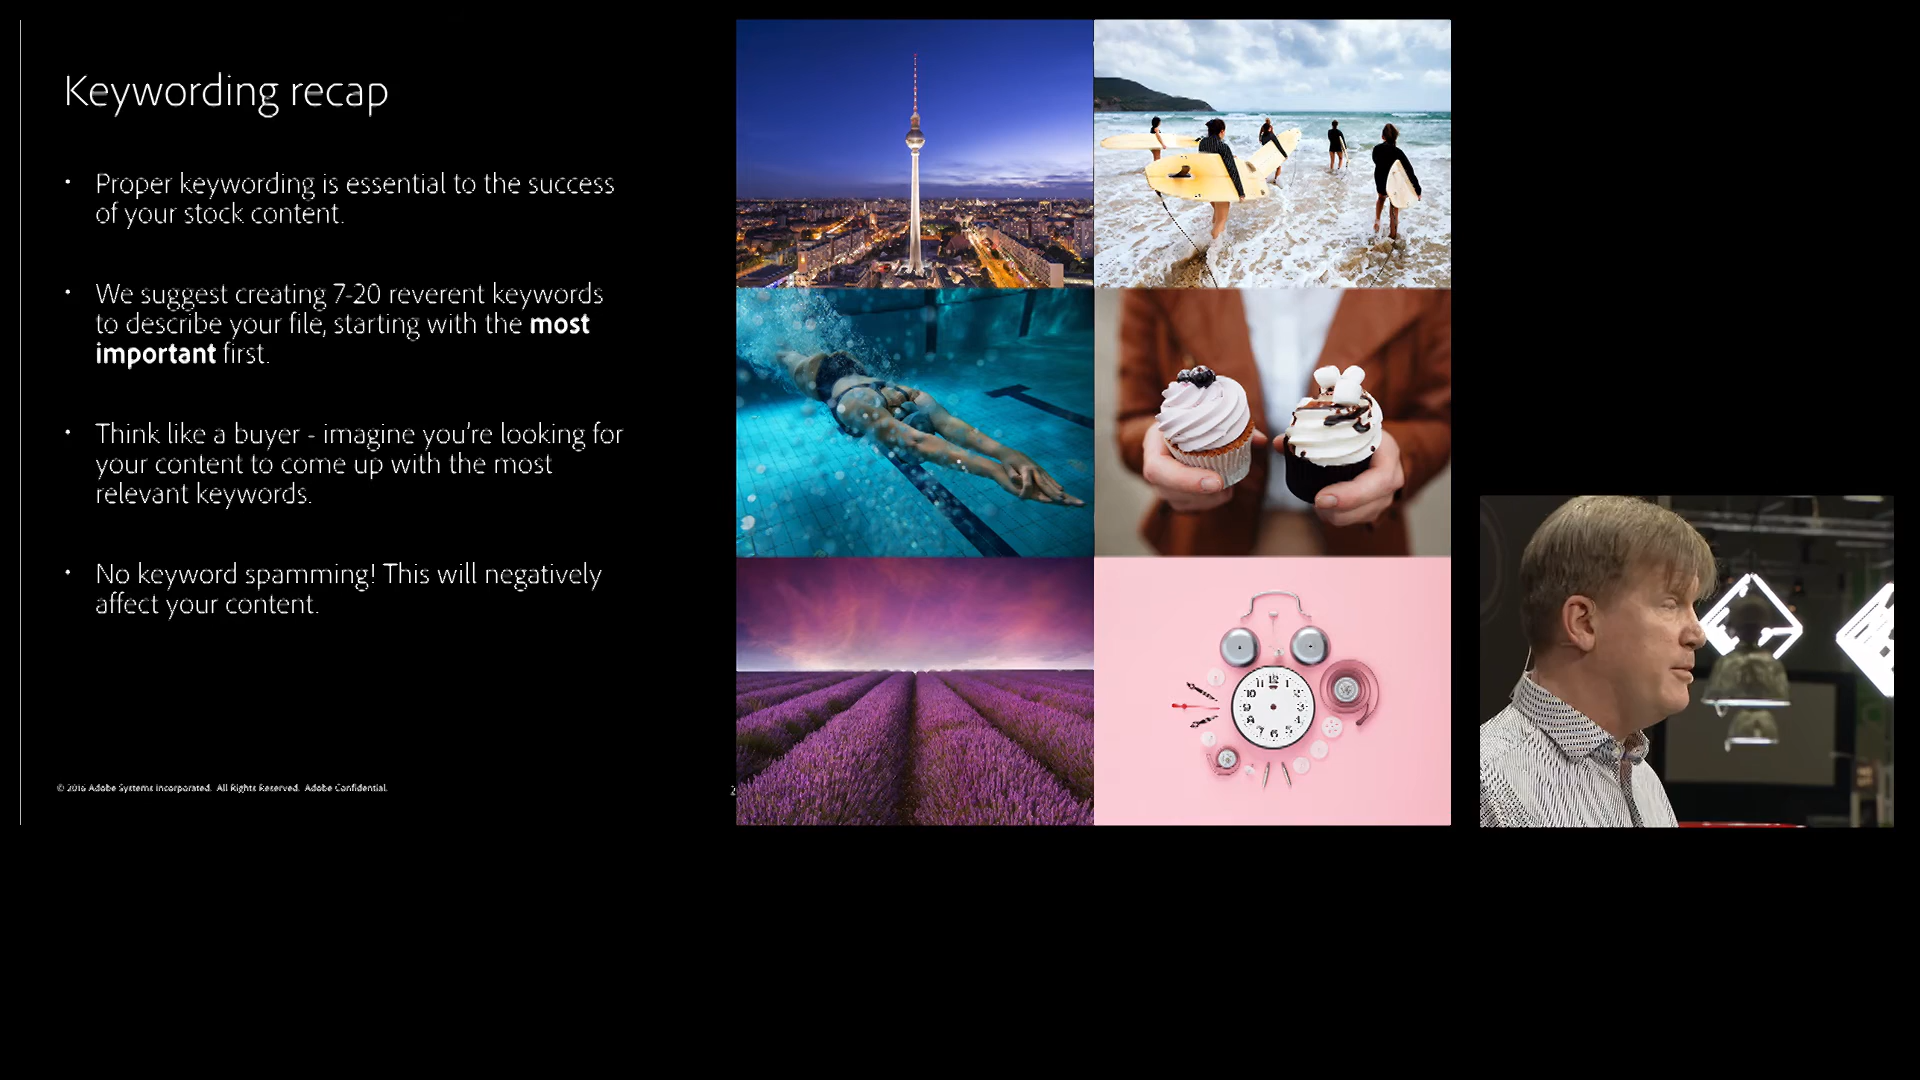 Keywording recap
• Proper keywording is essential to the success
of your stock content.
• We suggest creating 7-20 reverent keywords
to describe your file, starting with the most
important first.
• Think like a buyer - imagine you're looking for
your content to come up with the most
relevant keywords.
• No keyword spamming! This will negatively
affect your content.
© 2016 Adobe Systems Incorporated. All Rights Reserved. Adobe Confidential.